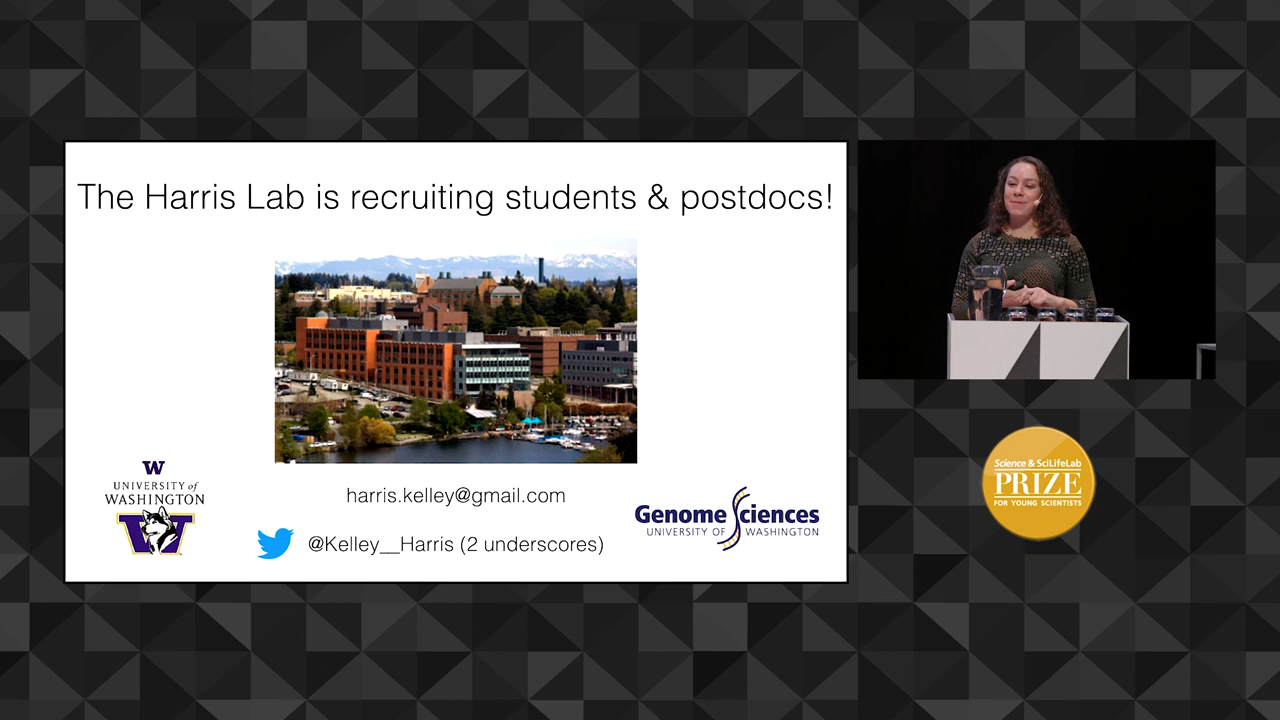 The Harris Lab is recruiting students & postdocs!
W
UNIVERSITY of
WASHINGTON
W
harris.kelley@gmail.com
@Kelley__Harris (2 underscores)
Genome Sciences
UNIVERSITY OF WASHINGTON
Science & SciLifeLab
PRIZE
FOR YOUNG SCIENTISTS